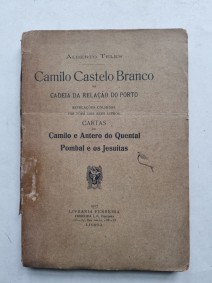 Alberto Teles
Camilo Castelo Branco
NA
CADEIA DA RELAÇÃO DO PORTO
CARTAS
DE
Camilo e Antero do Quental
Pombal e os Jesuitas
LIVRARIA FERREIRA
LISBOA